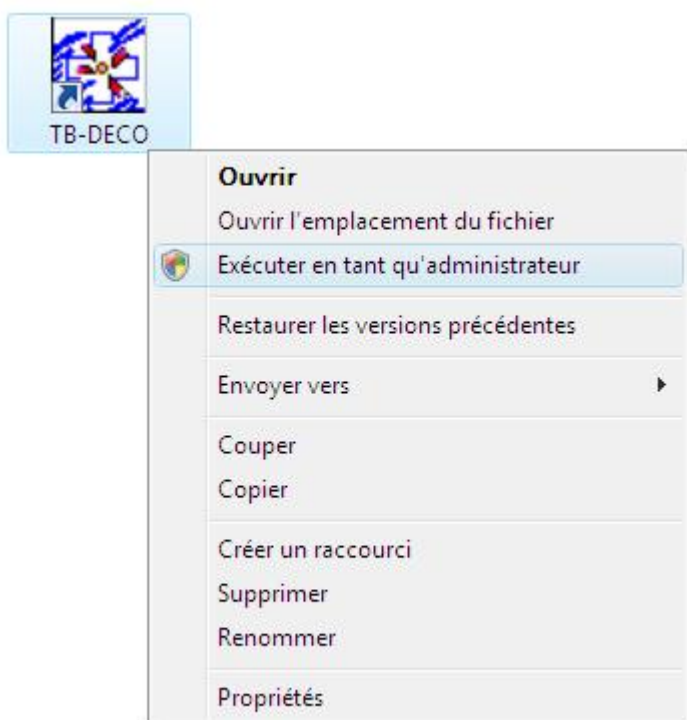 TB-DECO
Ouvrir
Ouvrir l'emplacement du fichier
Exécuter en tant qu'administrateur
Restaurer les versions précédentes
Envoyer vers
Couper
Copier
Créer un raccourci
Supprimer
Renommer
Propriétés